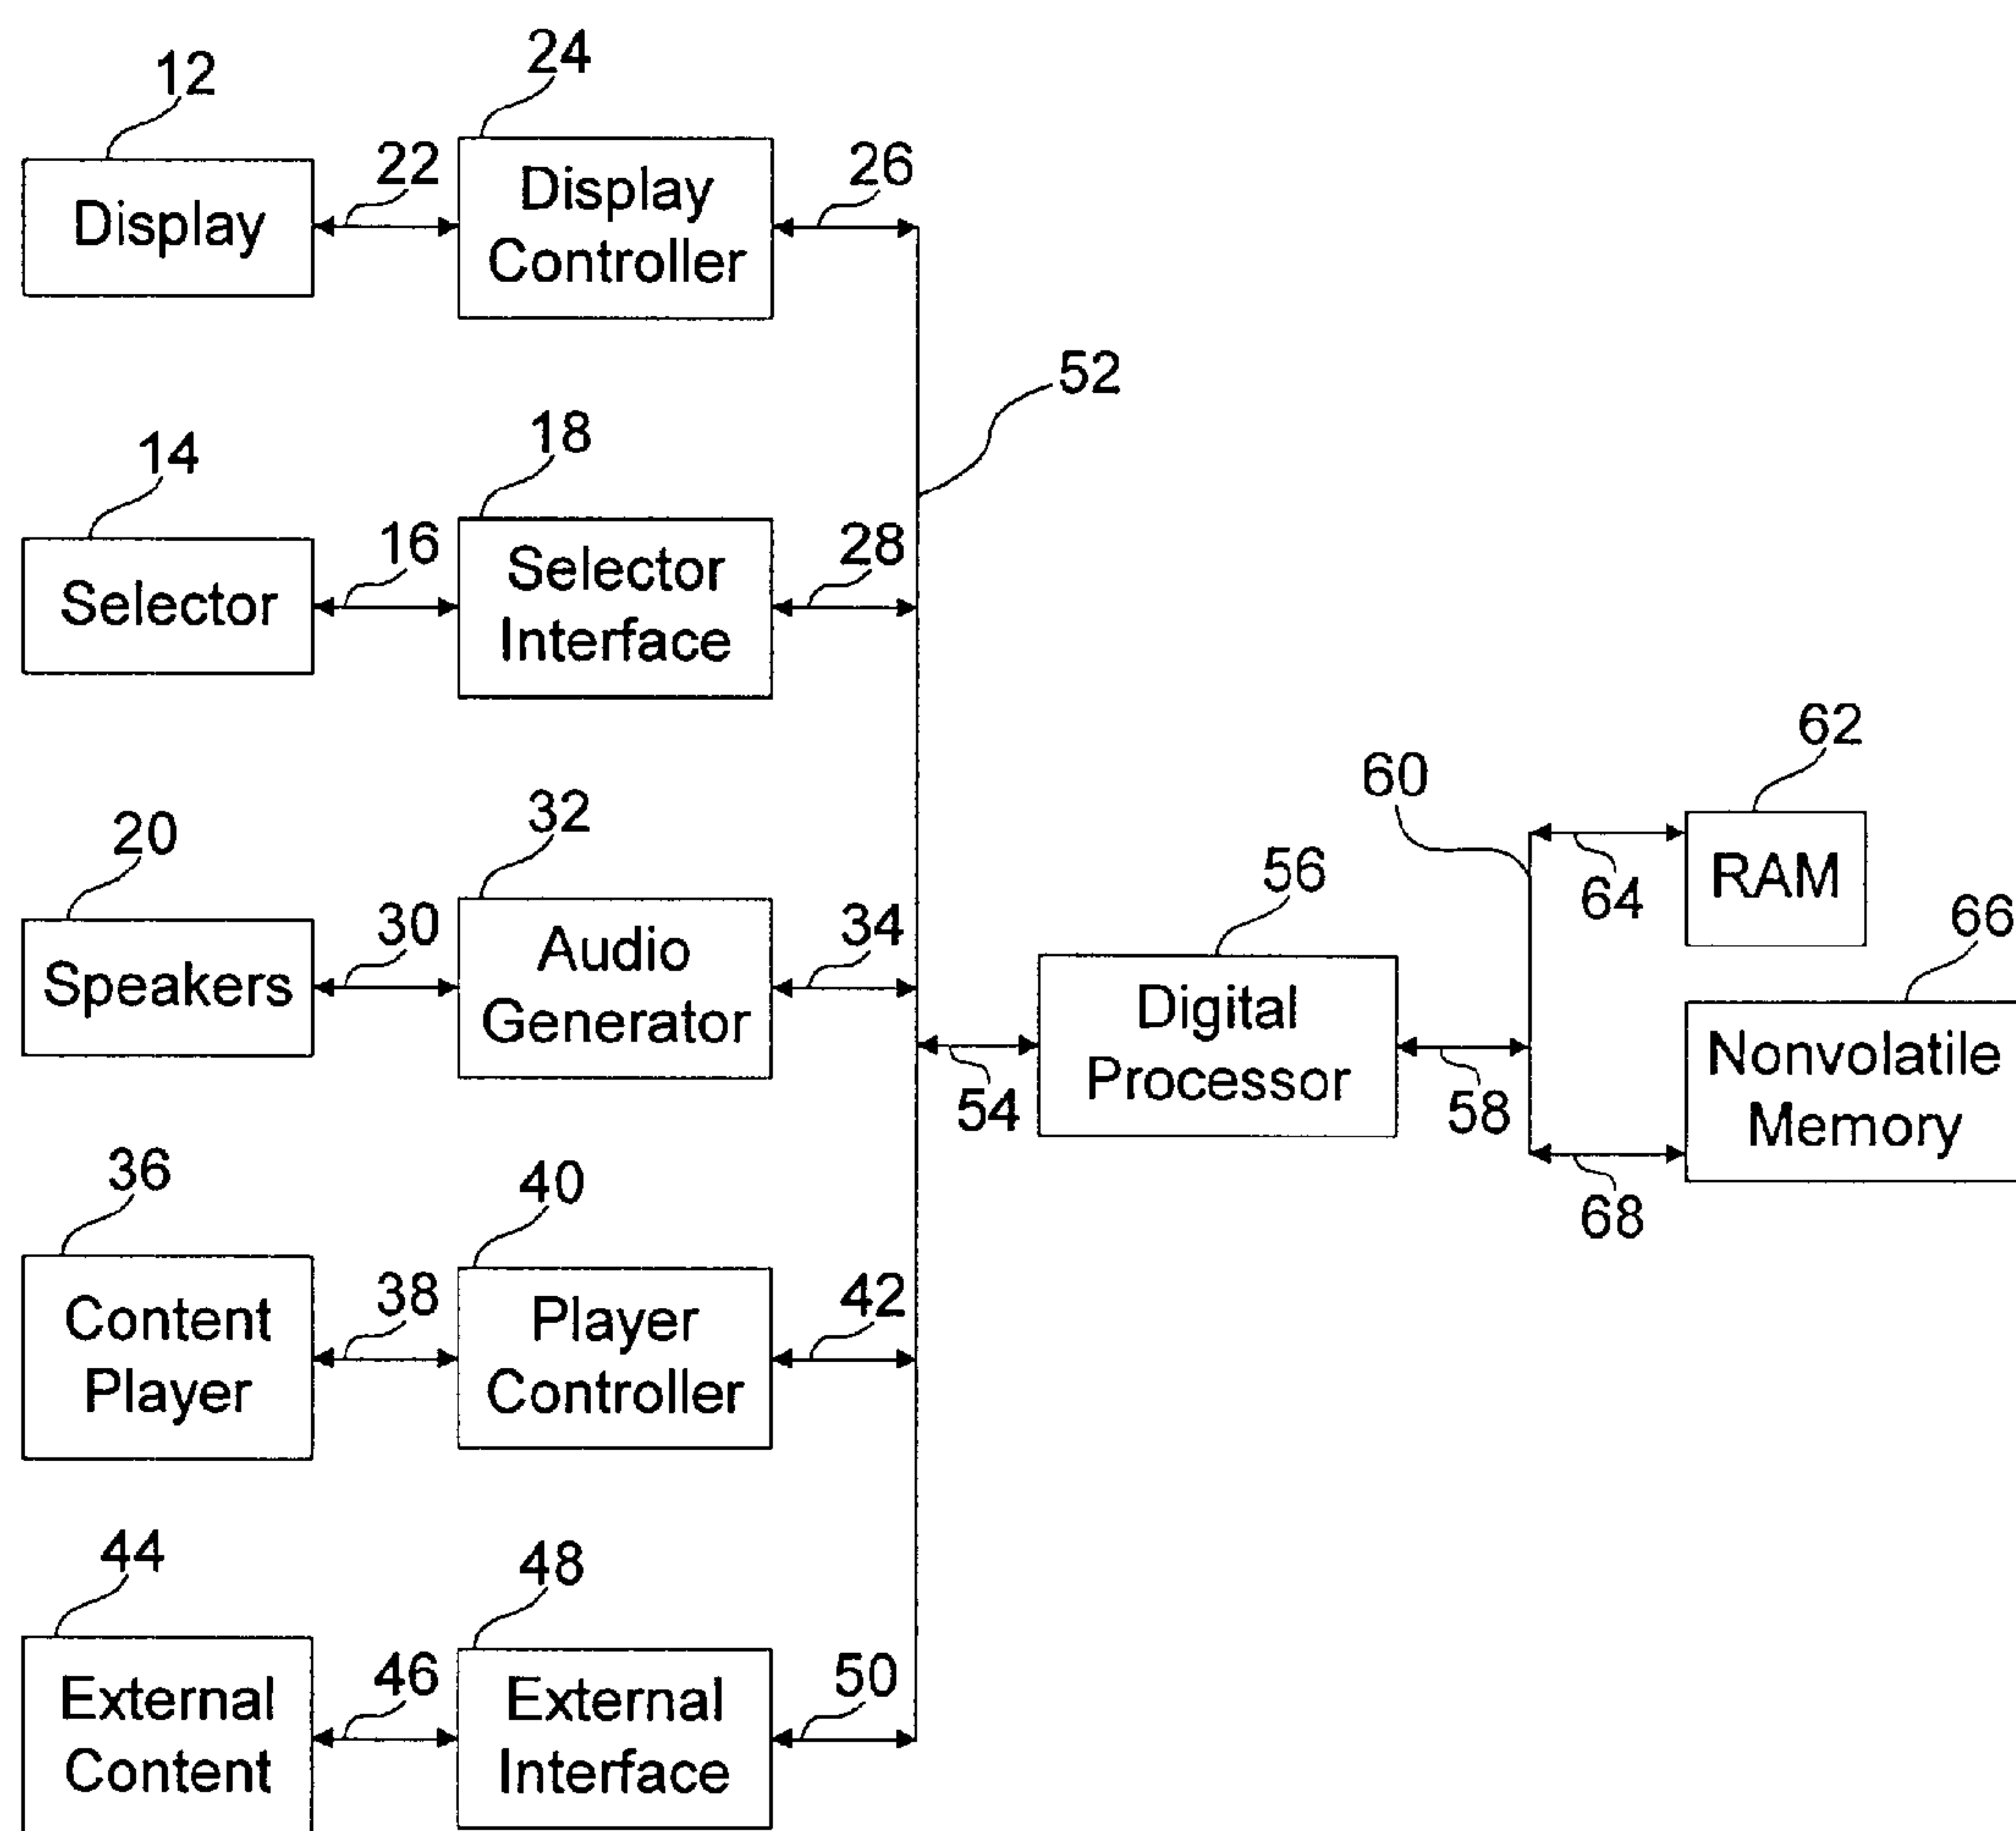 12
24
Display
22
Display
Controller
26
52
14
18
Selector
16
Selector
Interface
28
20
32
Speakers
30
Audio
Generator
34
54
56
Digital
Processor
58
60
62
RAM
64
66
Nonvolatile
Memory
68
36
40
Content
Player
38
Player
Controller
42
44
48
External
Content
46
External
Interface
50